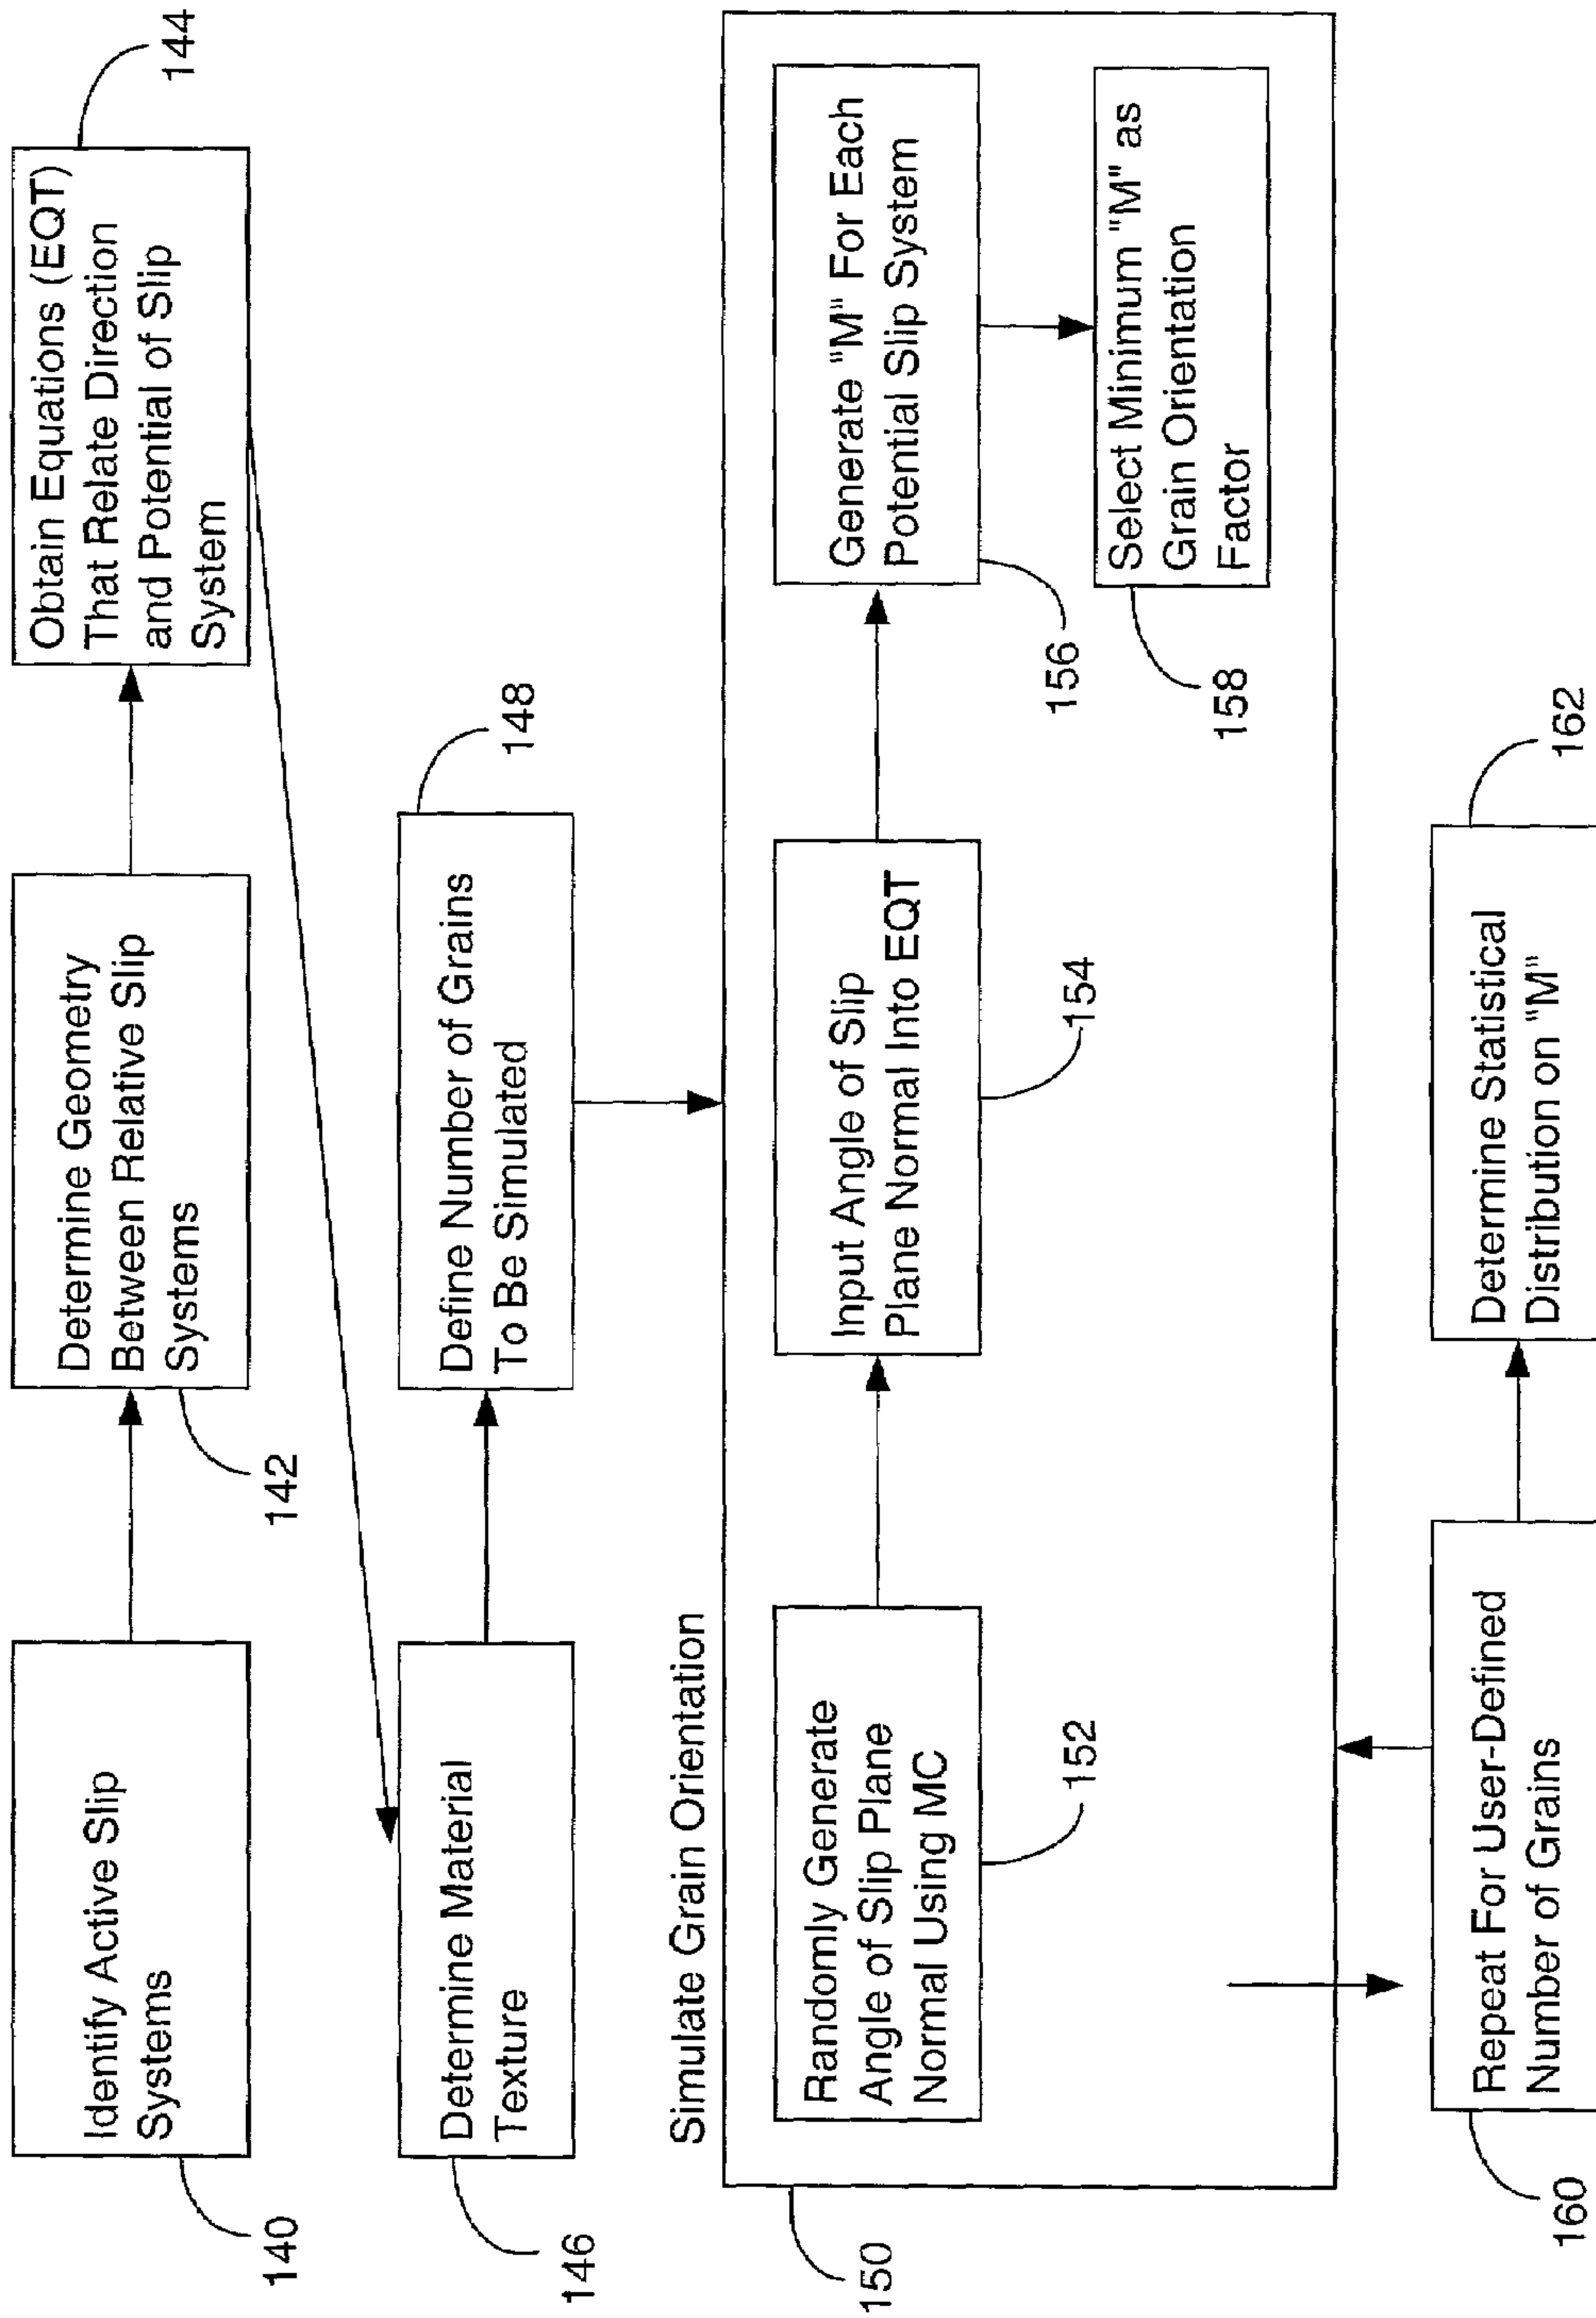 Identify Active Slip
Systems
140
Determine Geometry
Between Relative Slip
Systems
142
Obtain Equations (EQT)
That Relate Direction
and Potential of Slip
System
144
Determine Material
Texture
146
Define Number of Grains
To Be Simulated
148
Simulate Grain Orientation
150
Randomly Generate
Angle of Slip Plane
Normal Using MC
152
Input Angle of Slip
Plane Normal Into EQT
154
Generate "M" For Each
Potential Slip System
156
Select Minimum "M" as
Grain Orientation
Factor
158
Repeat For User-Defined
Number of Grains
160
Determine Statistical
Distribution on "M"
162